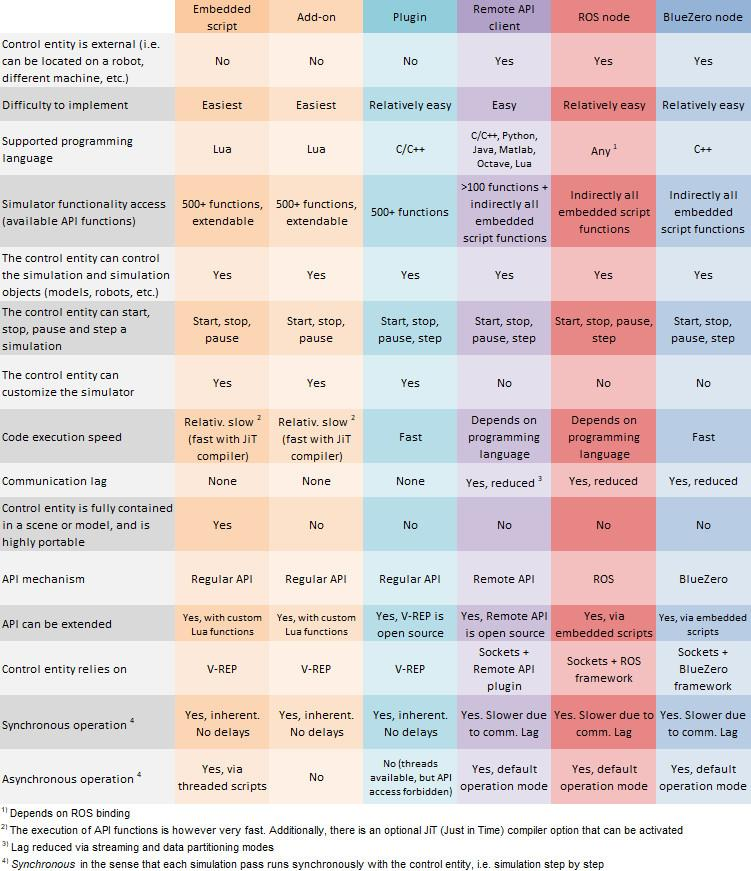 Embedded script | Add-on | Plugin | Remote API client | ROS node | BlueZero node
Control entity is external (i.e. can be located on a robot, different machine, etc.) | No | No | No | Yes | Yes | Yes
Difficulty to implement | Easiest | Easiest | Relatively easy | Easy | Relatively easy | Relatively easy
Supported programming language | Lua | Lua | C/C++ | C/C++, Python, Java, Matlab, Octave, Lua | Any 1 | C++
Simulator functionality access (available API functions) | 500+ functions, extendable | 500+ functions, extendable | 500+ functions | >100 functions + indirectly all embedded script functions | Indirectly all embedded script functions | Indirectly all embedded script functions
The control entity can control the simulation and simulation objects (models, robots, etc.) | Yes | Yes | Yes | Yes | Yes | Yes
The control entity can start, stop, pause and step a simulation | Start, stop, pause | Start, stop, pause | Start, stop, pause, step | Start, stop, pause, step | Start, stop, pause, step | Start, stop, pause, step
The control entity can customize the simulator | Yes | Yes | Yes | No | No | No
Code execution speed | Relativ. slow 2 (fast with JiT compiler) | Relativ. slow 2 (fast with JiT compiler) | Fast | Depends on programming language | Depends on programming language | Fast
Communication lag | None | None | None | Yes, reduced 3 | Yes, reduced | Yes, reduced
Control entity is fully contained in a scene or model, and is highly portable | Yes | No | No | No | No | No
API mechanism | Regular API | Regular API | Regular API | Remote API | ROS | BlueZero
API can be extended | Yes, with custom Lua functions | Yes, with custom Lua functions | Yes, V-REP is open source | Yes, Remote API is open source | Yes, via embedded scripts | Yes, via embedded scripts
Control entity relies on | V-REP | V-REP | V-REP | Sockets + Remote API plugin | Sockets + ROS framework | Sockets + BlueZero framework
Synchronous operation 4 | Yes, inherent. No delays | Yes, inherent. No delays | Yes, inherent. No delays | Yes. Slower due to comm. Lag | Yes. Slower due to comm. Lag | Yes. Slower due to comm. Lag
Asynchronous operation 4 | Yes, via threaded scripts | No | No (threads available, but API access forbidden) | Yes, default operation mode | Yes, default operation mode | Yes, default operation mode
1) Depends on ROS binding
2) The execution of API functions is however very fast. Additionally, there is an optional JiT (Just in Time) compiler option that can be activated
3) Lag reduced via streaming and data partitioning modes
4) Synchronous in the sense that each simulation pass runs synchronously with the control entity, i.e. simulation step by step